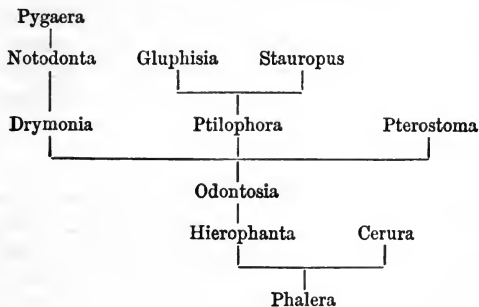 Pygaera
Notodonta Gluphisia Stauropus
Drymonia Ptilophora Pterostoma
Odontosia
Hierophanta Cerura
Phalera